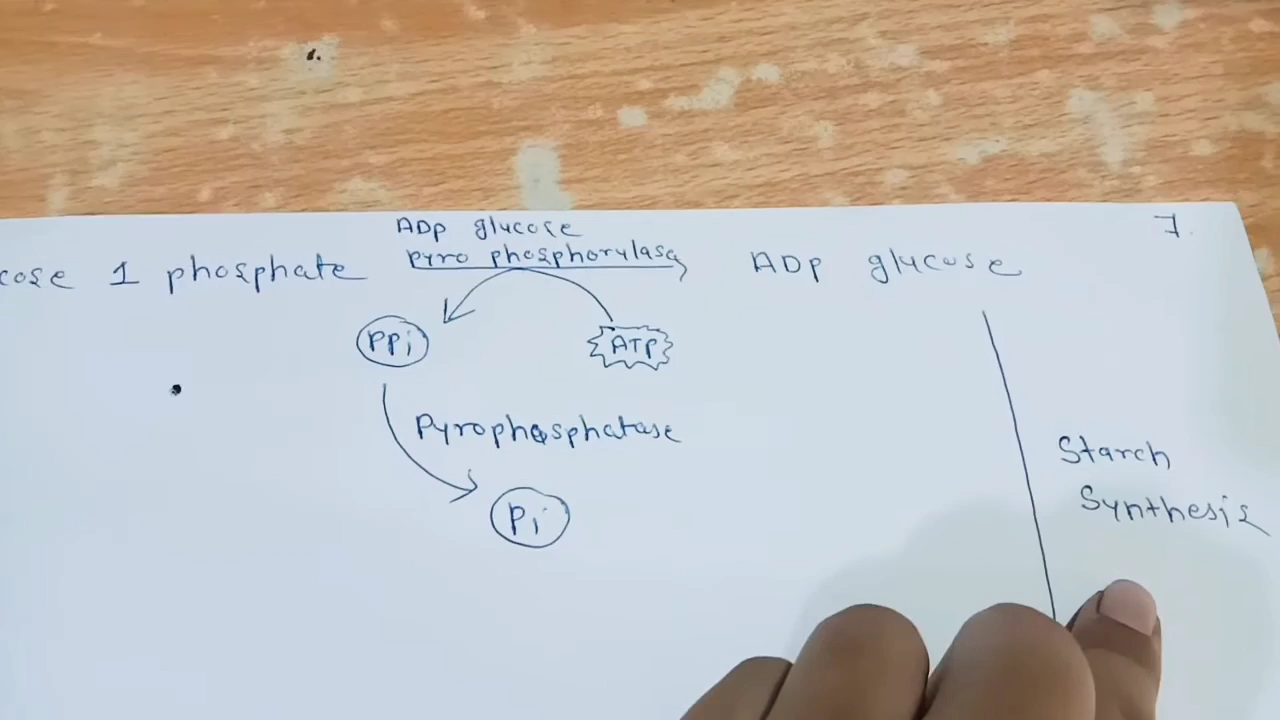 7.
ADP glucose
pyro phosphorylase
cose 1 phosphate
ADP glucose
PPi
ATP
Pyrophosphatase
Pi
Starch
Synthesis